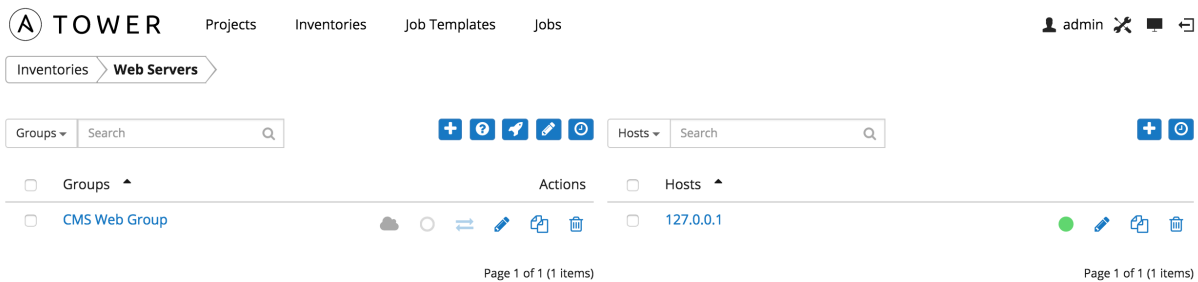 A TOWER Projects Inventories Job Templates Jobs admin
Inventories Web Servers
Groups Search Hosts Search
Groups Actions Hosts
CMS Web Group 127.0.0.1
Page 1 of 1 (1 items) Page 1 of 1 (1 items)